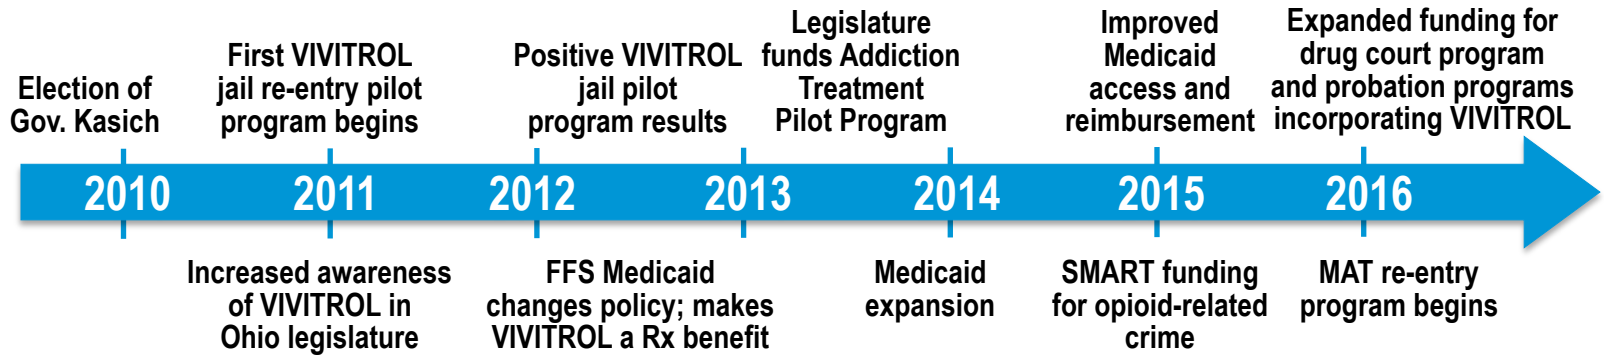 Election of
Gov. Kasich
First VIVITROL
jail re-entry pilot
program begins
Positive VIVITROL
jail pilot
program results
Legislature
funds Addiction
Treatment
Pilot Program
Improved
Medicaid
access and
reimbursement
Expanded funding for
drug court program
and probation programs
incorporating VIVITROL
2010
2011
2012
2013
2014
2015
2016
Increased awareness
of VIVITROL in
Ohio legislature
FFS Medicaid
changes policy; makes
VIVITROL a Rx benefit
Medicaid
expansion
SMART funding
for opioid-related
crime
MAT re-entry
program begins